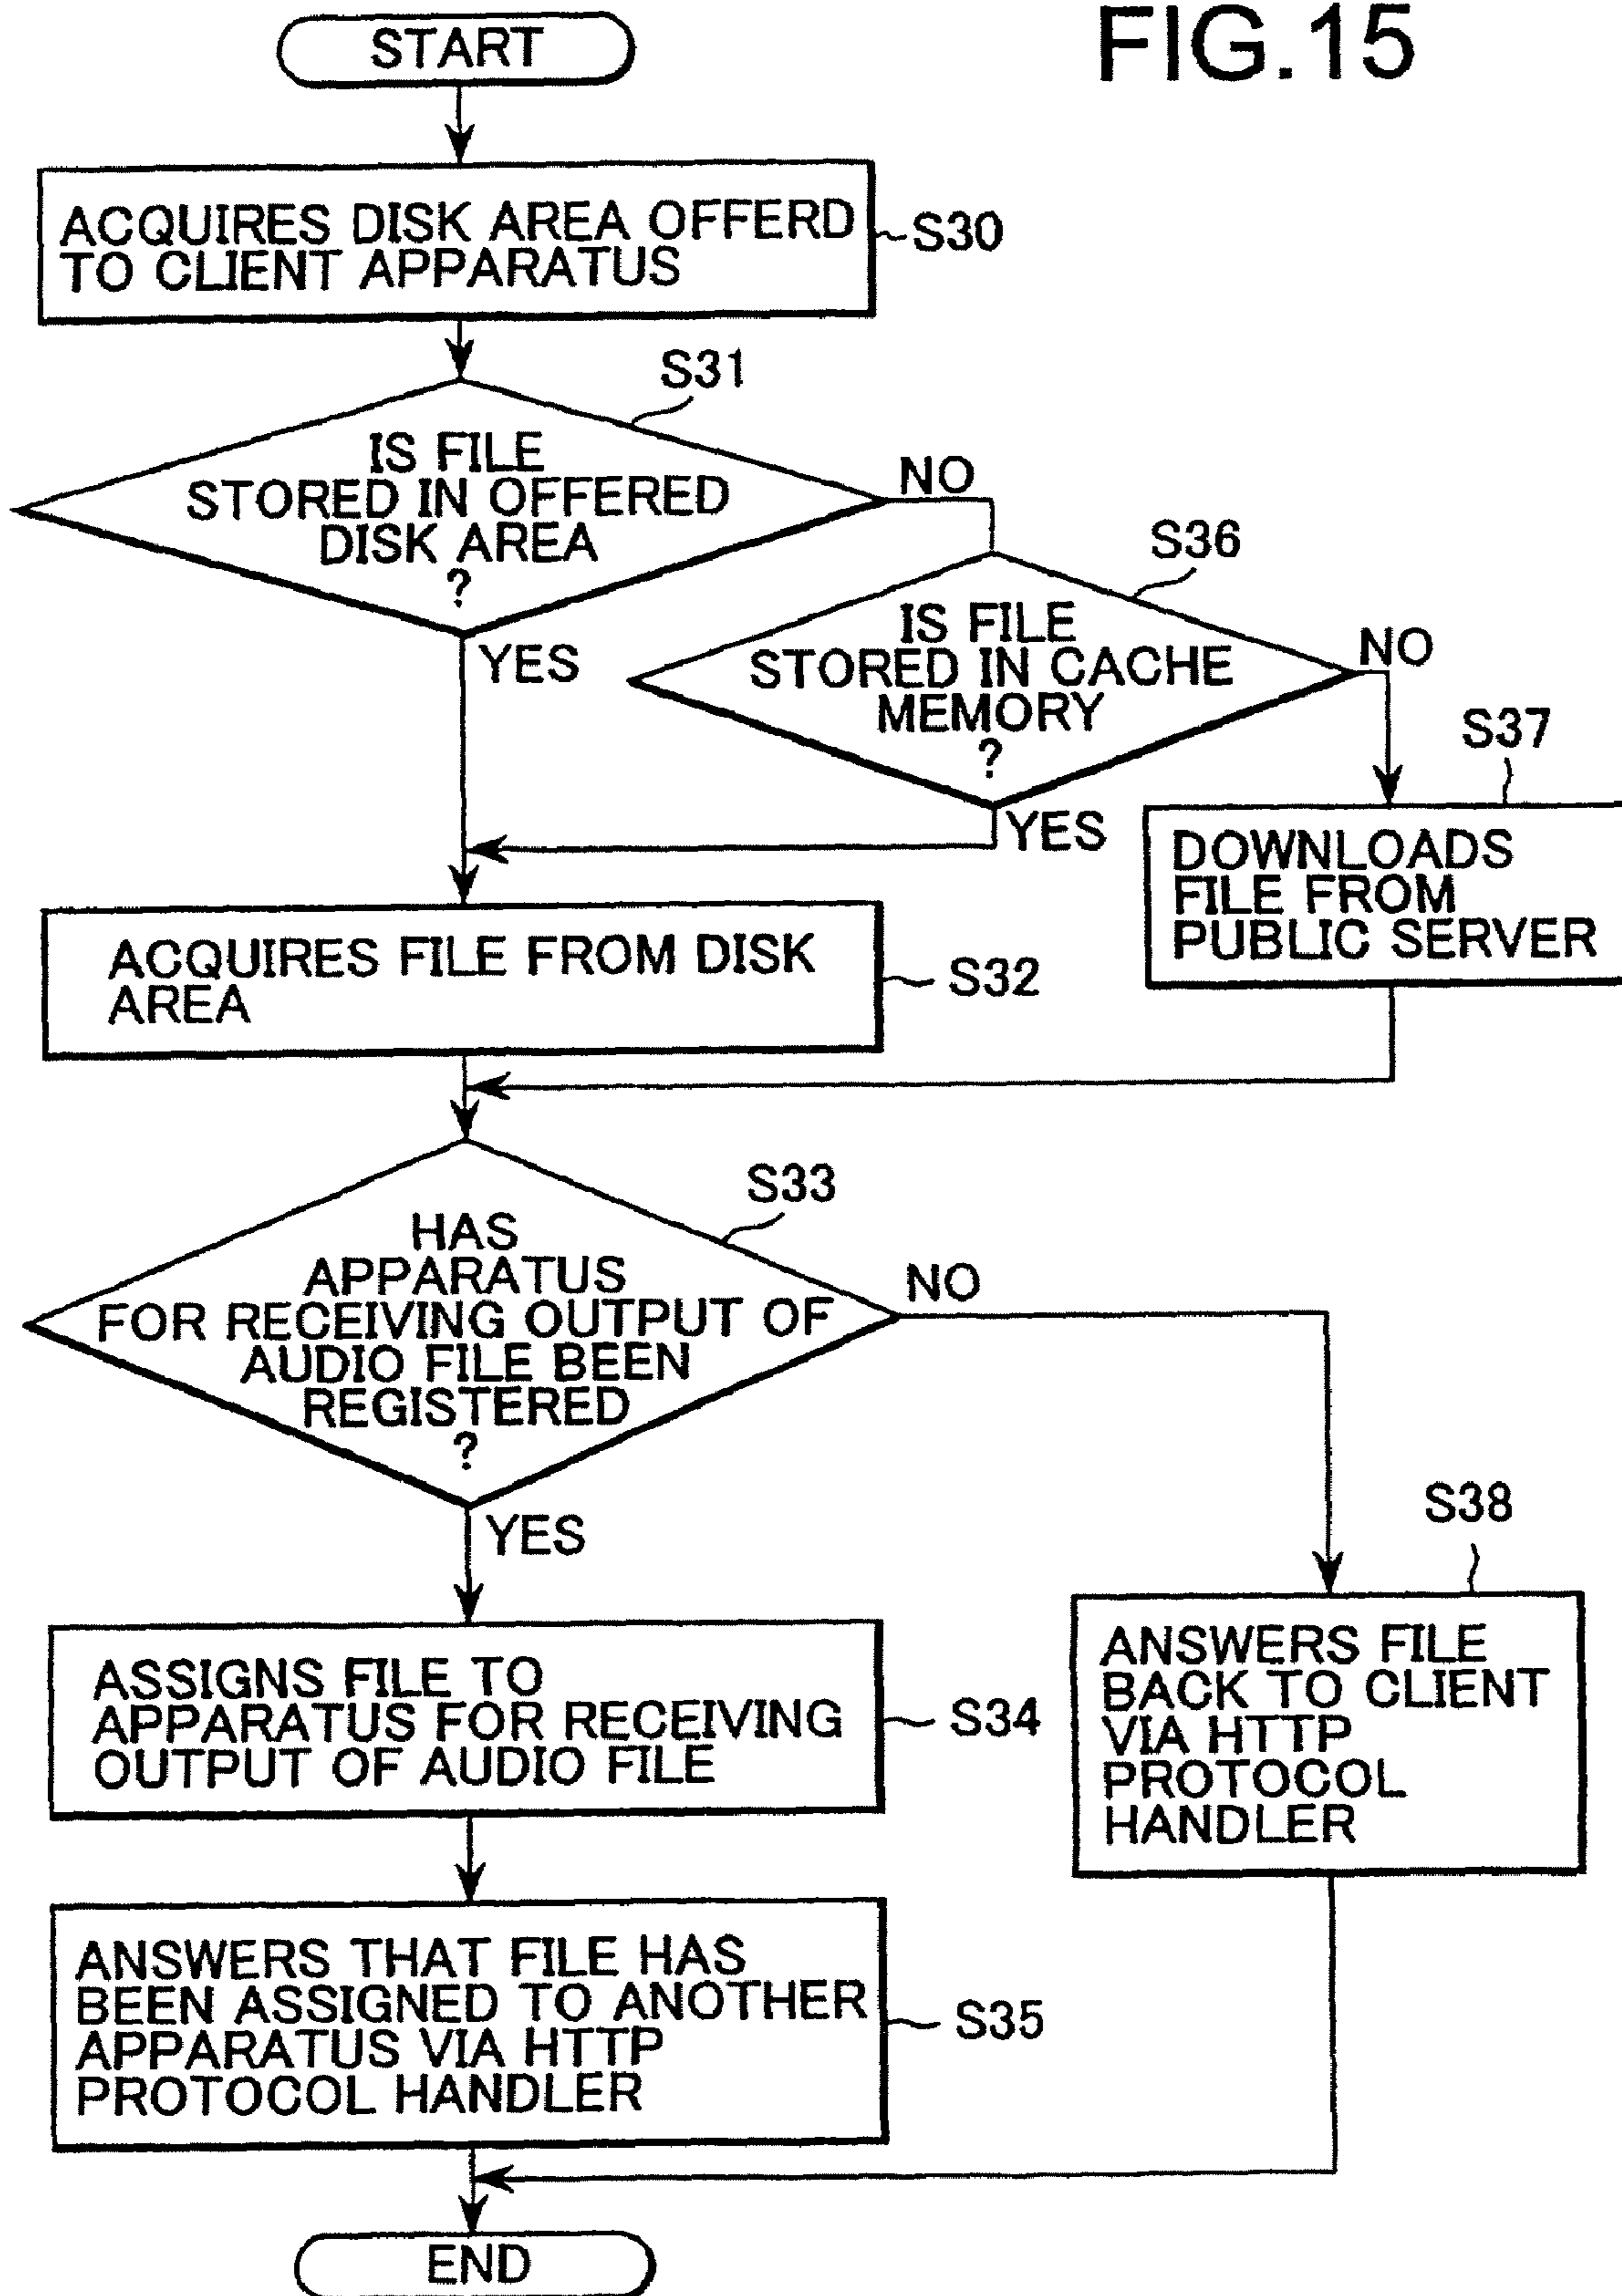 FIG.15
START
ACQUIRES DISK AREA OFFERD
TO CLIENT APPARATUS
S30
S31
IS FILE
STORED IN OFFERED
DISK AREA
?
NO
YES
S36
IS FILE
STORED IN CACHE
MEMORY
?
NO
YES
S37
DOWNLOADS
FILE FROM
PUBLIC SERVER
ACQUIRES FILE FROM DISK
AREA
S32
S33
HAS
APPARATUS
FOR RECEIVING OUTPUT OF
AUDIO FILE BEEN
REGISTERED
?
NO
YES
S38
ANSWERS FILE
BACK TO CLIENT
VIA HTTP
PROTOCOL
HANDLER
ASSIGNS FILE TO
APPARATUS FOR RECEIVING
OUTPUT OF AUDIO FILE
S34
ANSWERS THAT FILE HAS
BEEN ASSIGNED TO ANOTHER
APPARATUS VIA HTTP
PROTOCOL HANDLER
S35
END